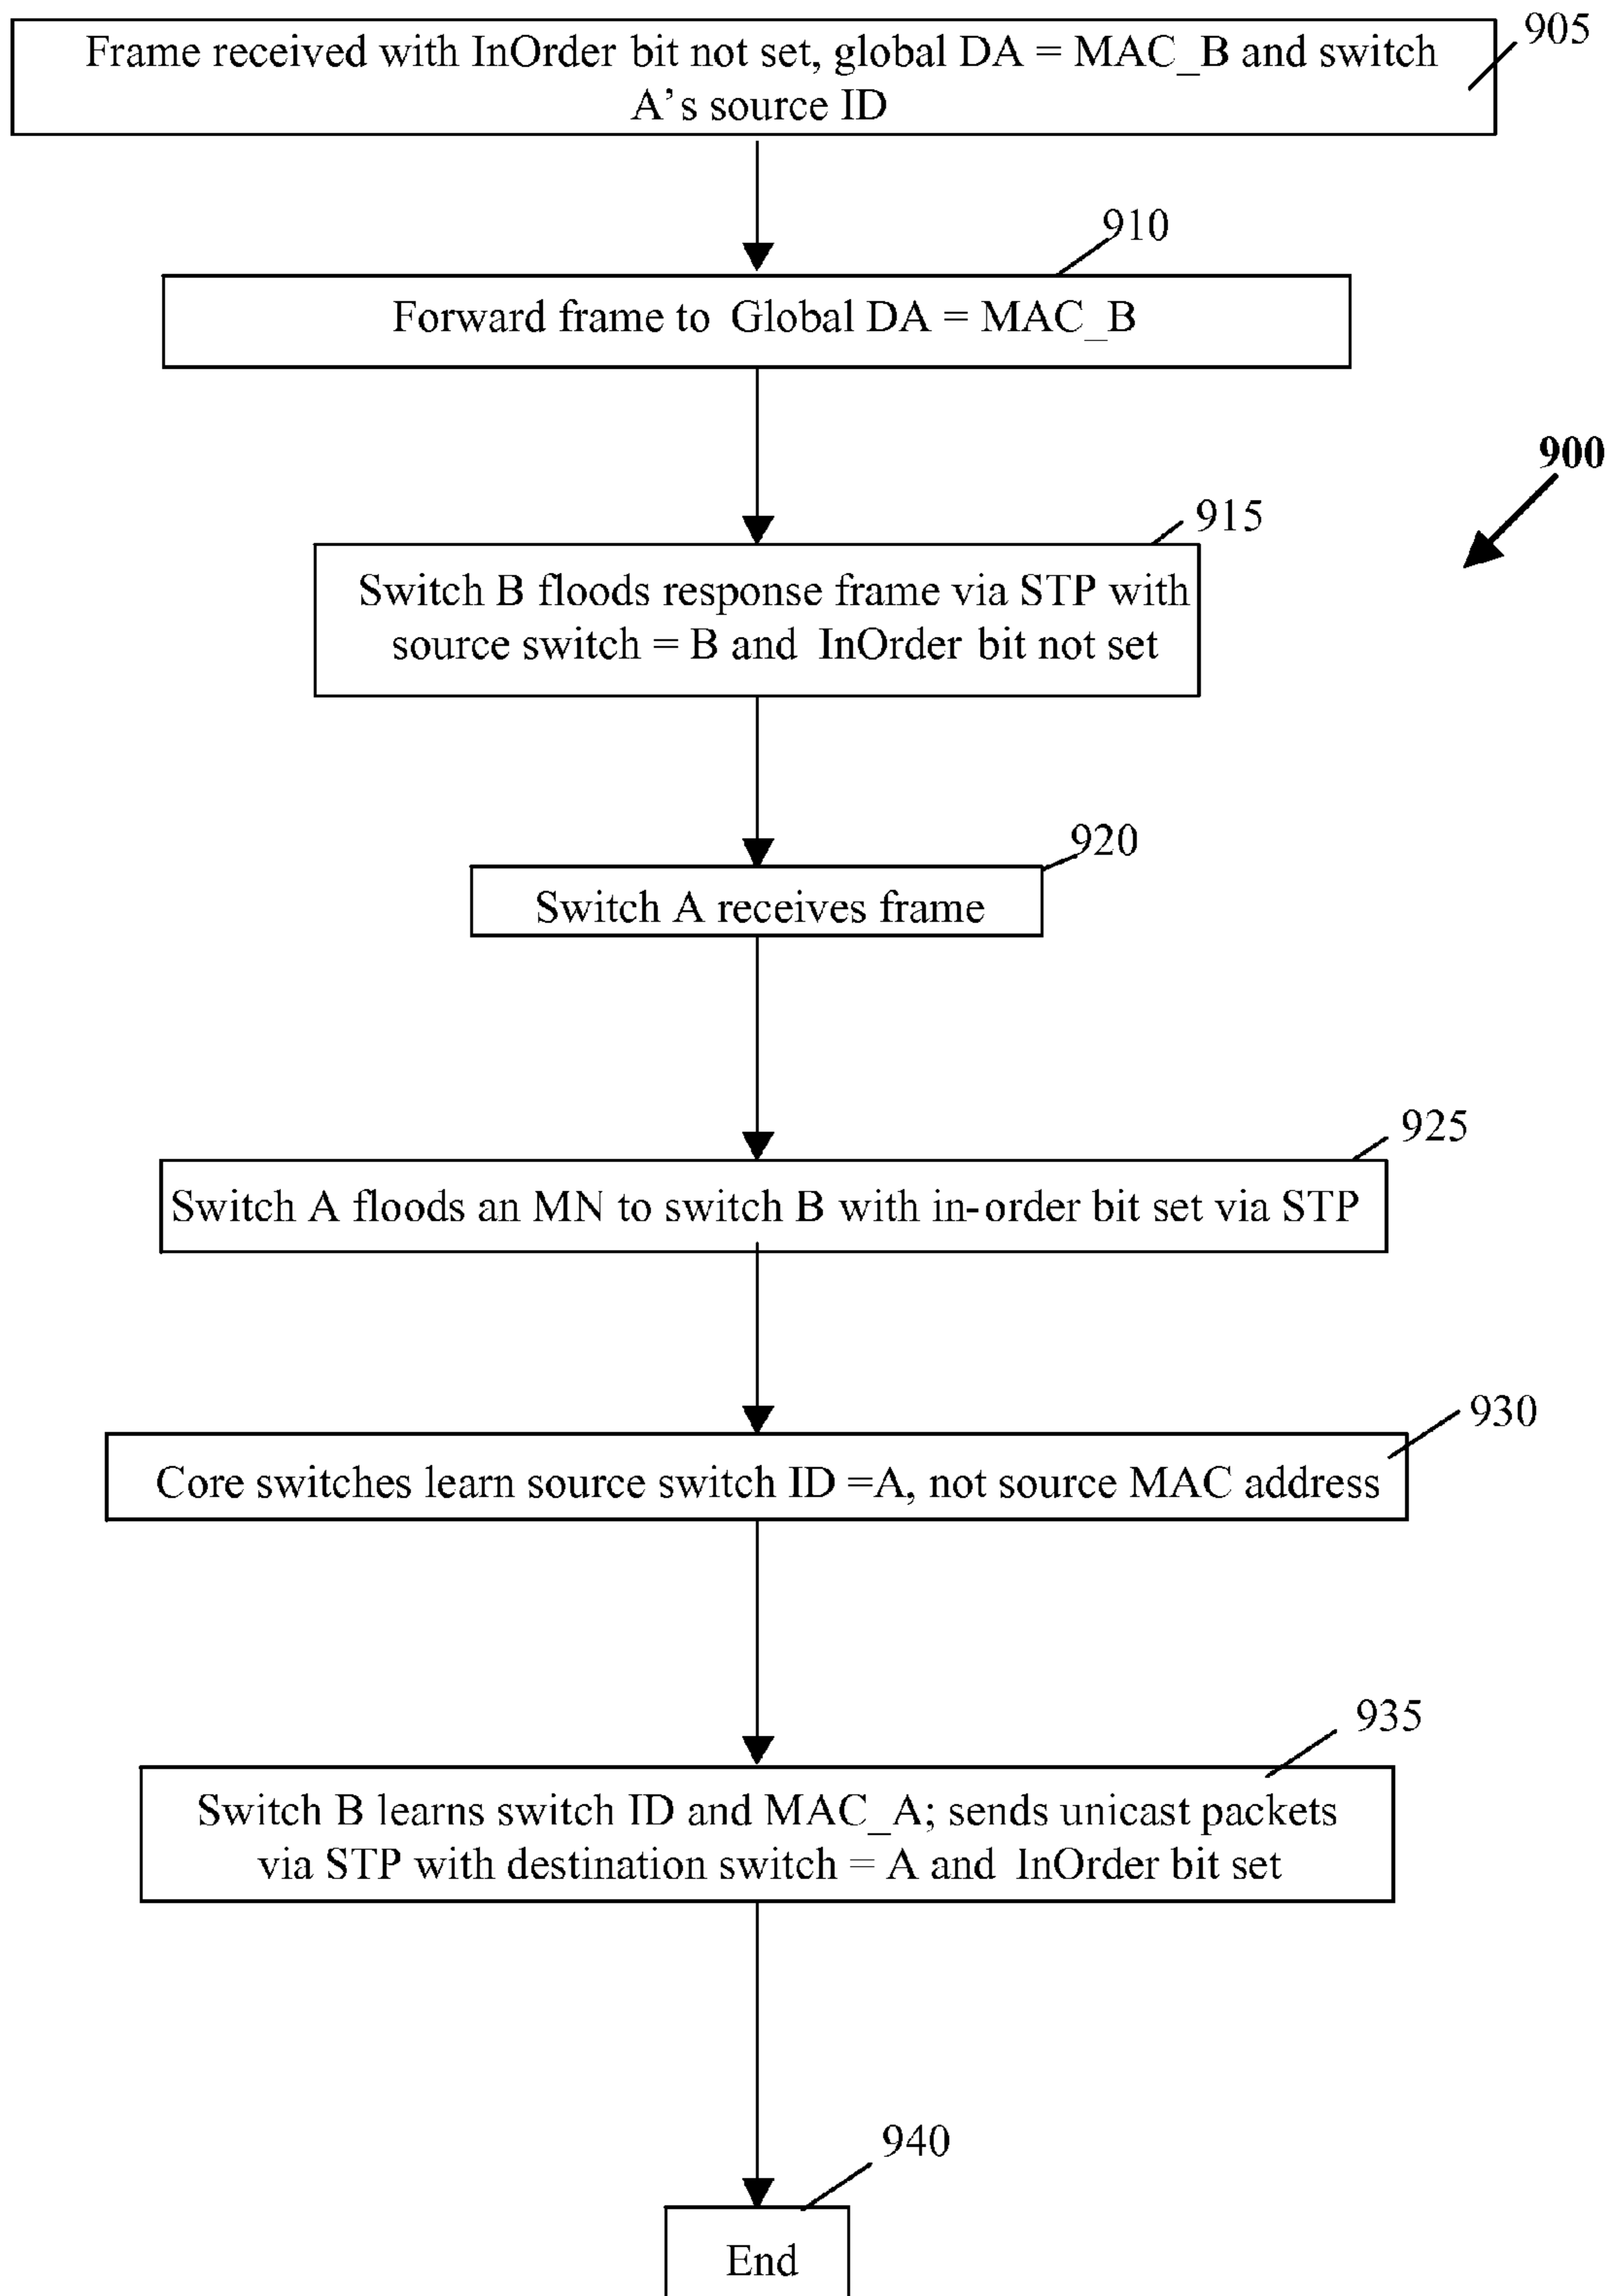 905
Frame received with InOrder bit not set, global DA = MAC_B and switch
A's source ID
910
Forward frame to Global DA = MAC_B
900
915
Switch B floods response frame via STP with
source switch = B and InOrder bit not set
920
Switch A receives frame
925
Switch A floods an MN to switch B with in-order bit set via STP
930
Core switches learn source switch ID =A, not source MAC address
935
Switch B learns switch ID and MAC_A; sends unicast packets
via STP with destination switch = A and InOrder bit set
940
End